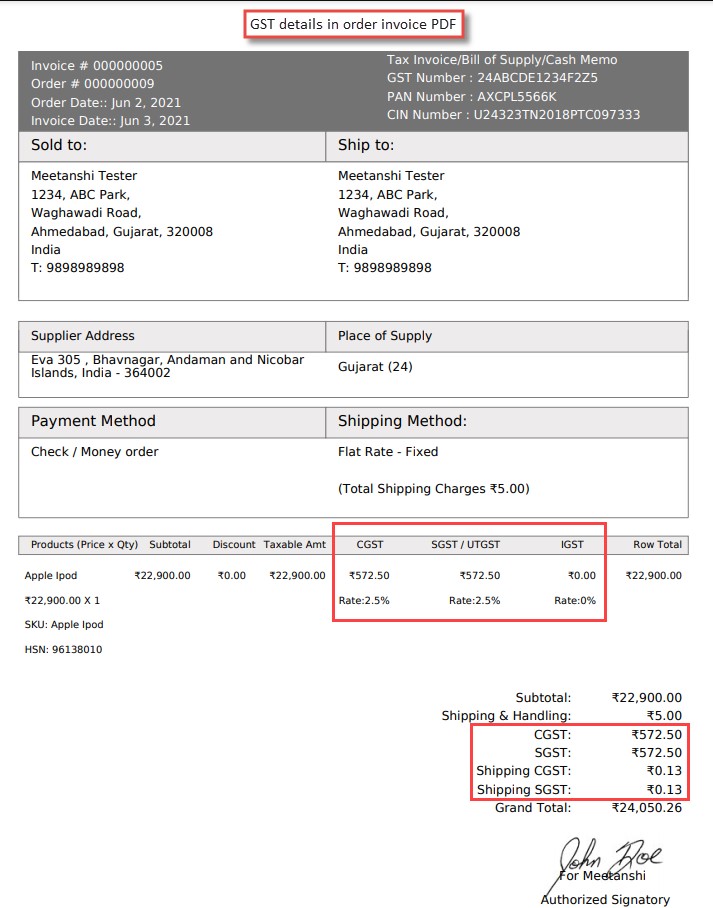 GST details in order invoice PDF
Invoice # 000000005
Order # 000000009
Order Date:: Jun 2, 2021
Invoice Date:: Jun 3, 2021
Tax Invoice/Bill of Supply/Cash Memo
GST Number : 24ABCDE1234F2Z5
PAN Number : AXCPL5566K
CIN Number : U24323TN2018PTC097333
Sold to:
Meetanshi Tester
1234, ABC Park,
Waghawadi Road,
Ahmedabad, Gujarat, 320008
India
T: 9898989898
Ship to:
Meetanshi Tester
1234, ABC Park,
Waghawadi Road,
Ahmedabad, Gujarat, 320008
India
T: 9898989898
Supplier Address
Eva 305 , Bhavnagar, Andaman and Nicobar
Islands, India - 364002
Place of Supply
Gujarat (24)
Payment Method
Check / Money order
Shipping Method:
Flat Rate - Fixed
(Total Shipping Charges ₹5.00)
Products (Price x Qty) Subtotal Discount Taxable Amt CGST SGST / UTGST IGST Row Total
Apple Ipod ₹22,900.00 ₹0.00 ₹22,900.00 ₹572.50 ₹572.50 ₹0.00 ₹22,900.00
₹22,900.00 X 1 Rate:2.5% Rate:2.5% Rate:0%
SKU: Apple Ipod
HSN: 96138010
Subtotal: ₹22,900.00
Shipping & Handling: ₹5.00
CGST: ₹572.50
SGST: ₹572.50
Shipping CGST: ₹0.13
Shipping SGST: ₹0.13
Grand Total: ₹24,050.26
John Doe
For Meetanshi
Authorized Signatory